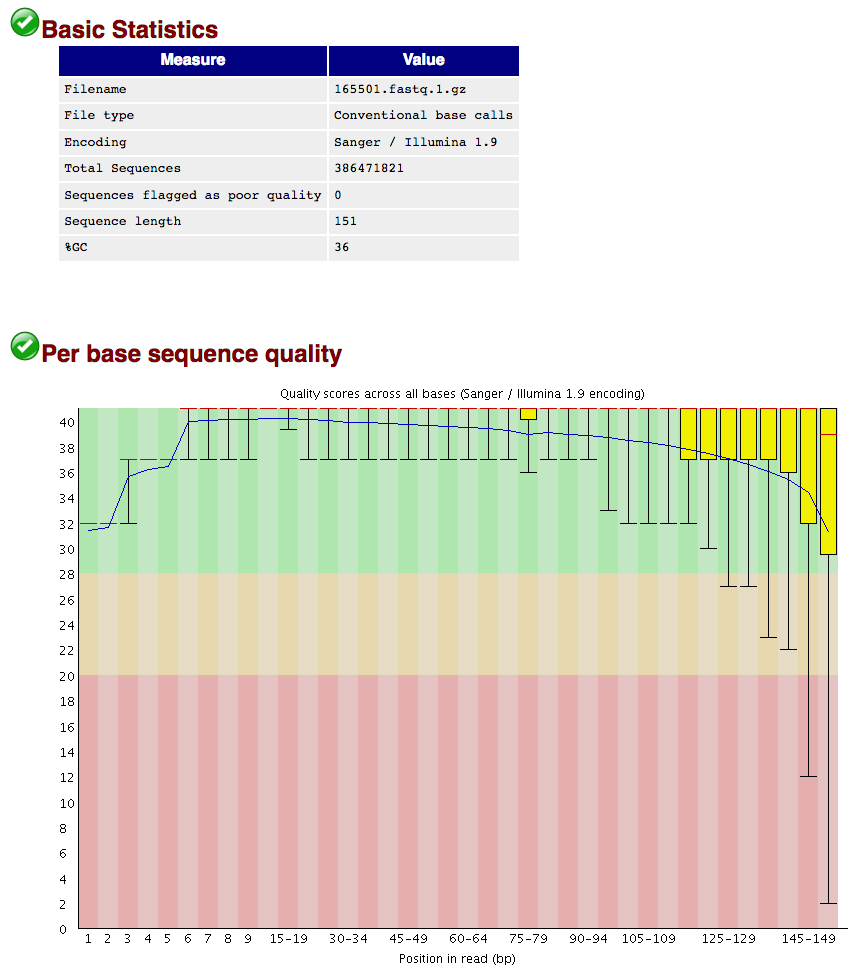 Basic Statistics
Measure Value
Filename 165501.fastq.1.gz
File type Conventional base calls
Encoding Sanger / Illumina 1.9
Total Sequences 386471821
Sequences flagged as poor quality 0
Sequence length 151
%GC 36
Per base sequence quality
Quality scores across all bases (Sanger / Illumina 1.9 encoding)
40
38
36
34
32
30
28
26
24
22
20
18
16
14
12
10
8
6
4
2
0
1 2 3 4 5 6 7 8 9 15-19 30-34 45-49 60-64 75-79 90-94 105-109 125-129 145-149
Position in read (bp)